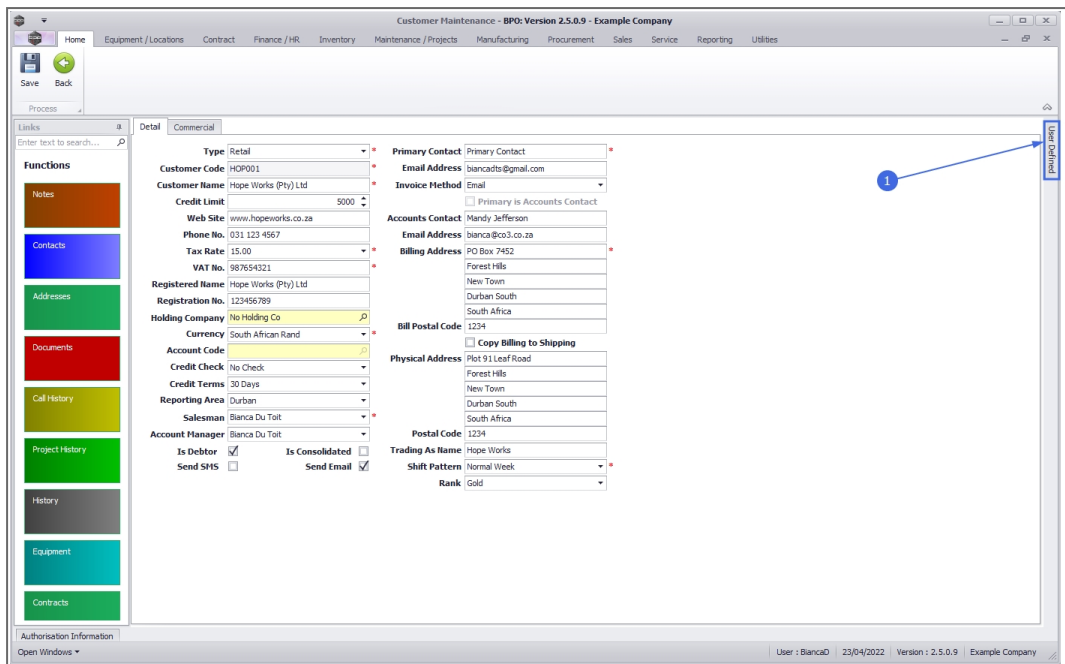 Customer Maintenance - BPO: Version 2.5.0.9 - Example Company
Home Equipment / Locations Contract Finance / HR Inventory Maintenance / Projects Manufacturing Procurement Sales Service Reporting Utilities
Save Back
Process
Links
Enter text to search...
Functions
Notes
Contacts
Addresses
Documents
Call History
Project History
History
Equipment
Contracts
Detail Commercial
Type Retail *
Customer Code HOP001 *
Customer Name Hope Works (Pty) Ltd *
Credit Limit 5000
Web Site www.hopeworks.co.za
Phone No. 031 123 4567
Tax Rate 15.00 *
VAT No. 987654321 *
Registered Name Hope Works (Pty) Ltd
Registration No. 123456789
Holding Company No Holding Co
Currency South African Rand *
Account Code
Credit Check No Check
Credit Terms 30 Days
Reporting Area Durban
Salesman Bianca Du Toit *
Account Manager Bianca Du Toit
Is Debtor Is Consolidated
Send SMS Send Email
Primary Contact Primary Contact *
Email Address biancadts@gmail.com
Invoice Method Email
Primary is Accounts Contact
Accounts Contact Mandy Jefferson
Email Address bianca@co3.co.za
Billing Address PO Box 7452 *
Forest Hills
New Town
Durban South
South Africa
Bill Postal Code 1234
Copy Billing to Shipping
Physical Address Plot 91 Leaf Road
Forest Hills
New Town
Durban South
South Africa
Postal Code 1234
Trading As Name Hope Works
Shift Pattern Normal Week *
Rank Gold
1
User Defined
Authorisation Information
Open Windows User : BiancaD 23/04/2022 Version : 2.5.0.9 Example Company